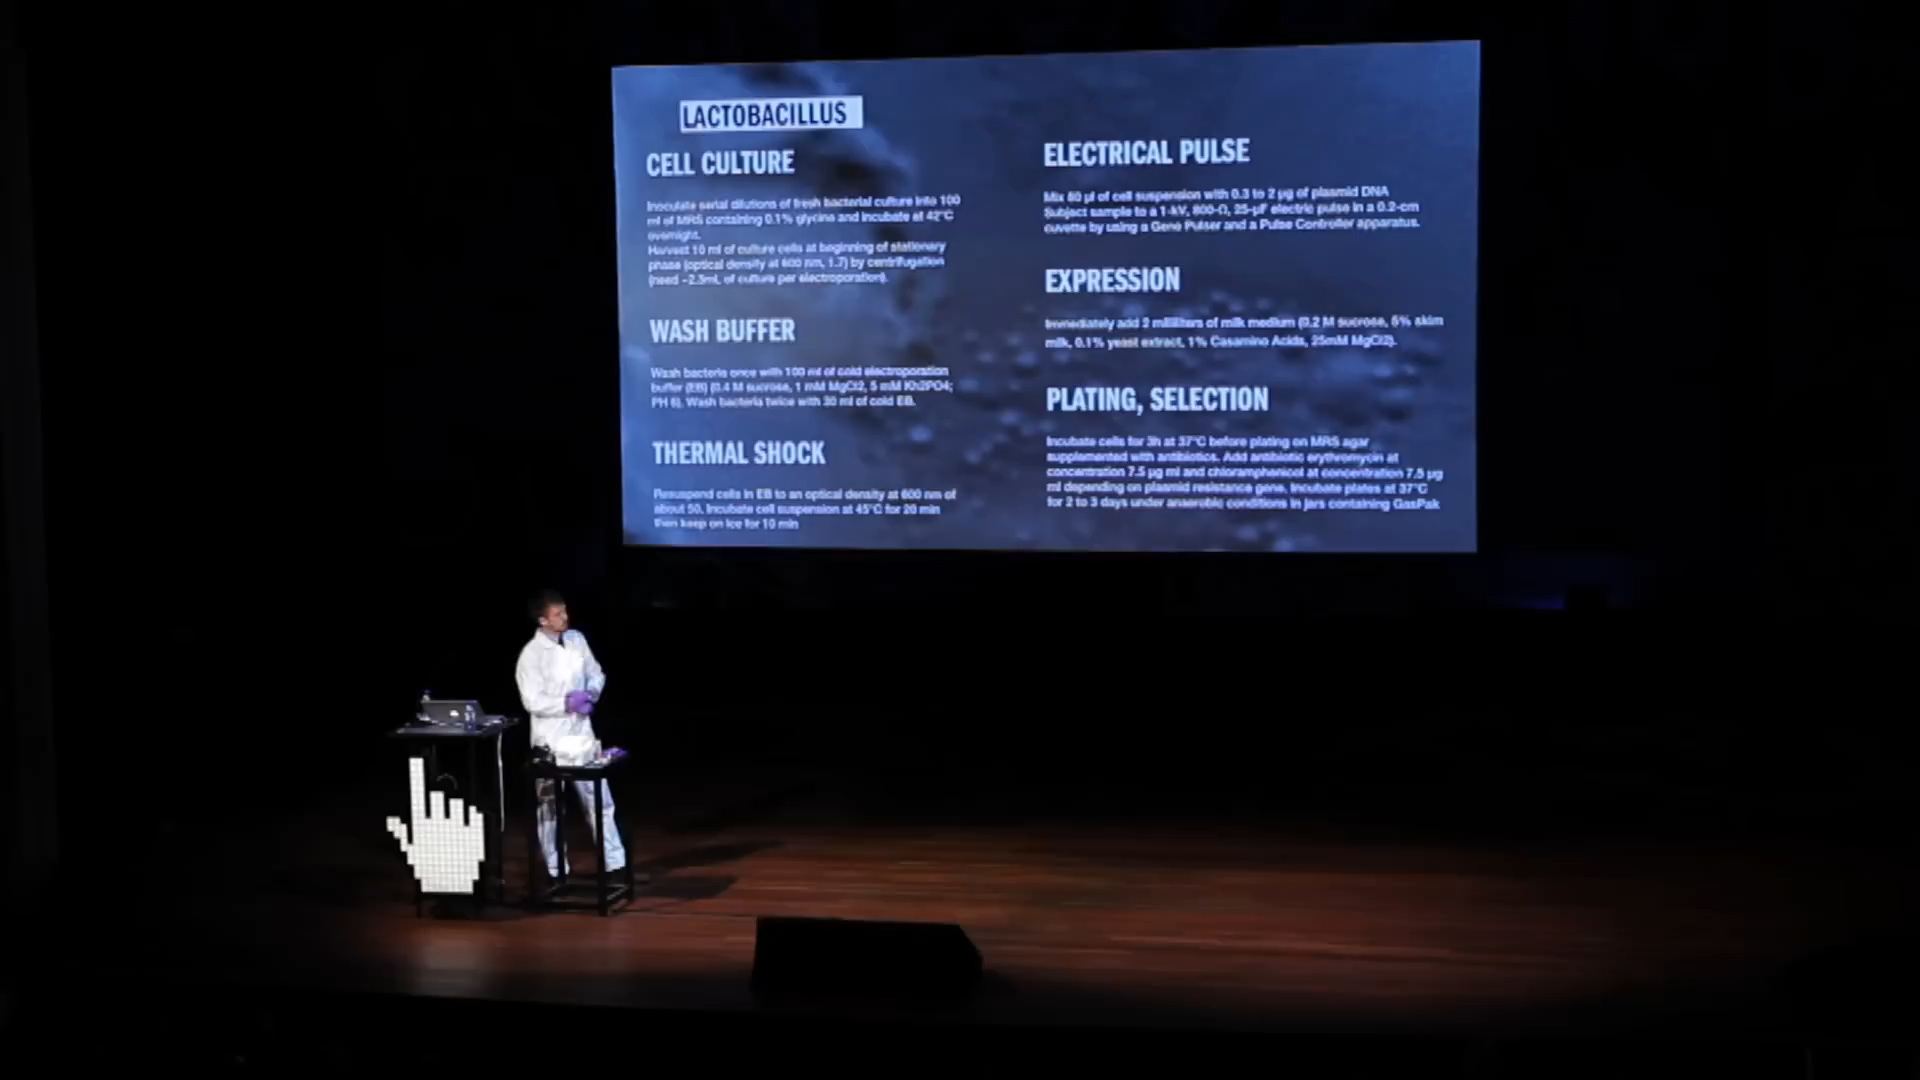 LACTOBACILLUS
CELL CULTURE
Inoculate serial dilutions of fresh bacterial culture into 100
ml of MRS containing 0.1% glycine and incubate at 42°C
overnight.
Harvest 10 ml of culture cells at beginning of stationary
phase (optical density at 600 nm, 1.7) by centrifugation
(need ~2.5mL of culture per electroporation).
WASH BUFFER
Wash bacteria once with 100 ml of cold electroporation
buffer (EB) (0.4 M sucrose, 1 mM MgCl2, 5 mM Kh2PO4;
PH 6). Wash bacteria twice with 30 ml of cold EB.
THERMAL SHOCK
Resuspend cells in EB to an optical density at 600 nm of
about 50. Incubate cell suspension at 45°C for 20 min
then keep on ice for 10 min
ELECTRICAL PULSE
Mix 80 µl of cell suspension with 0.3 to 2 µg of plasmid DNA
Subject sample to a 1-kV, 800-Ω, 25-µF electric pulse in a 0.2-cm
cuvette by using a Gene Pulser and a Pulse Controller apparatus.
EXPRESSION
Immediately add 2 milliliters of milk medium (0.2 M sucrose, 5% skim
milk, 0.1% yeast extract, 1% Casamino Acids, 25mM MgCl2).
PLATING, SELECTION
Incubate cells for 3h at 37°C before plating on MRS agar
supplemented with antibiotics. Add antibiotic erythromycin at
concentration 7.5 µg ml and chloramphenicol at concentration 7.5 µg
ml depending on plasmid resistance gene. Incubate plates at 37°C
for 2 to 3 days under anaerobic conditions in jars containing GasPak